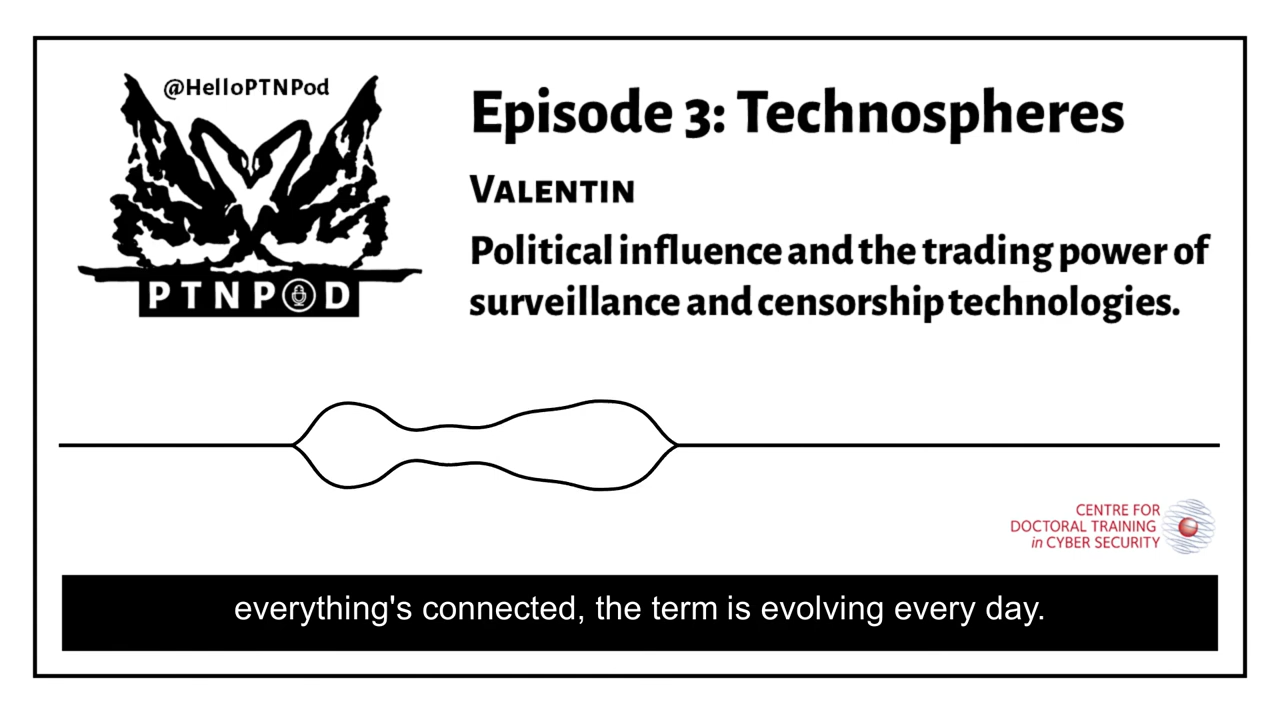 @HelloPTNPod
PTNPOD
Episode 3: Technospheres
VALENTIN
Political influence and the trading power of
surveillance and censorship technologies.
CENTRE FOR
DOCTORAL TRAINING
in CYBER SECURITY
everything's connected, the term is evolving every day.